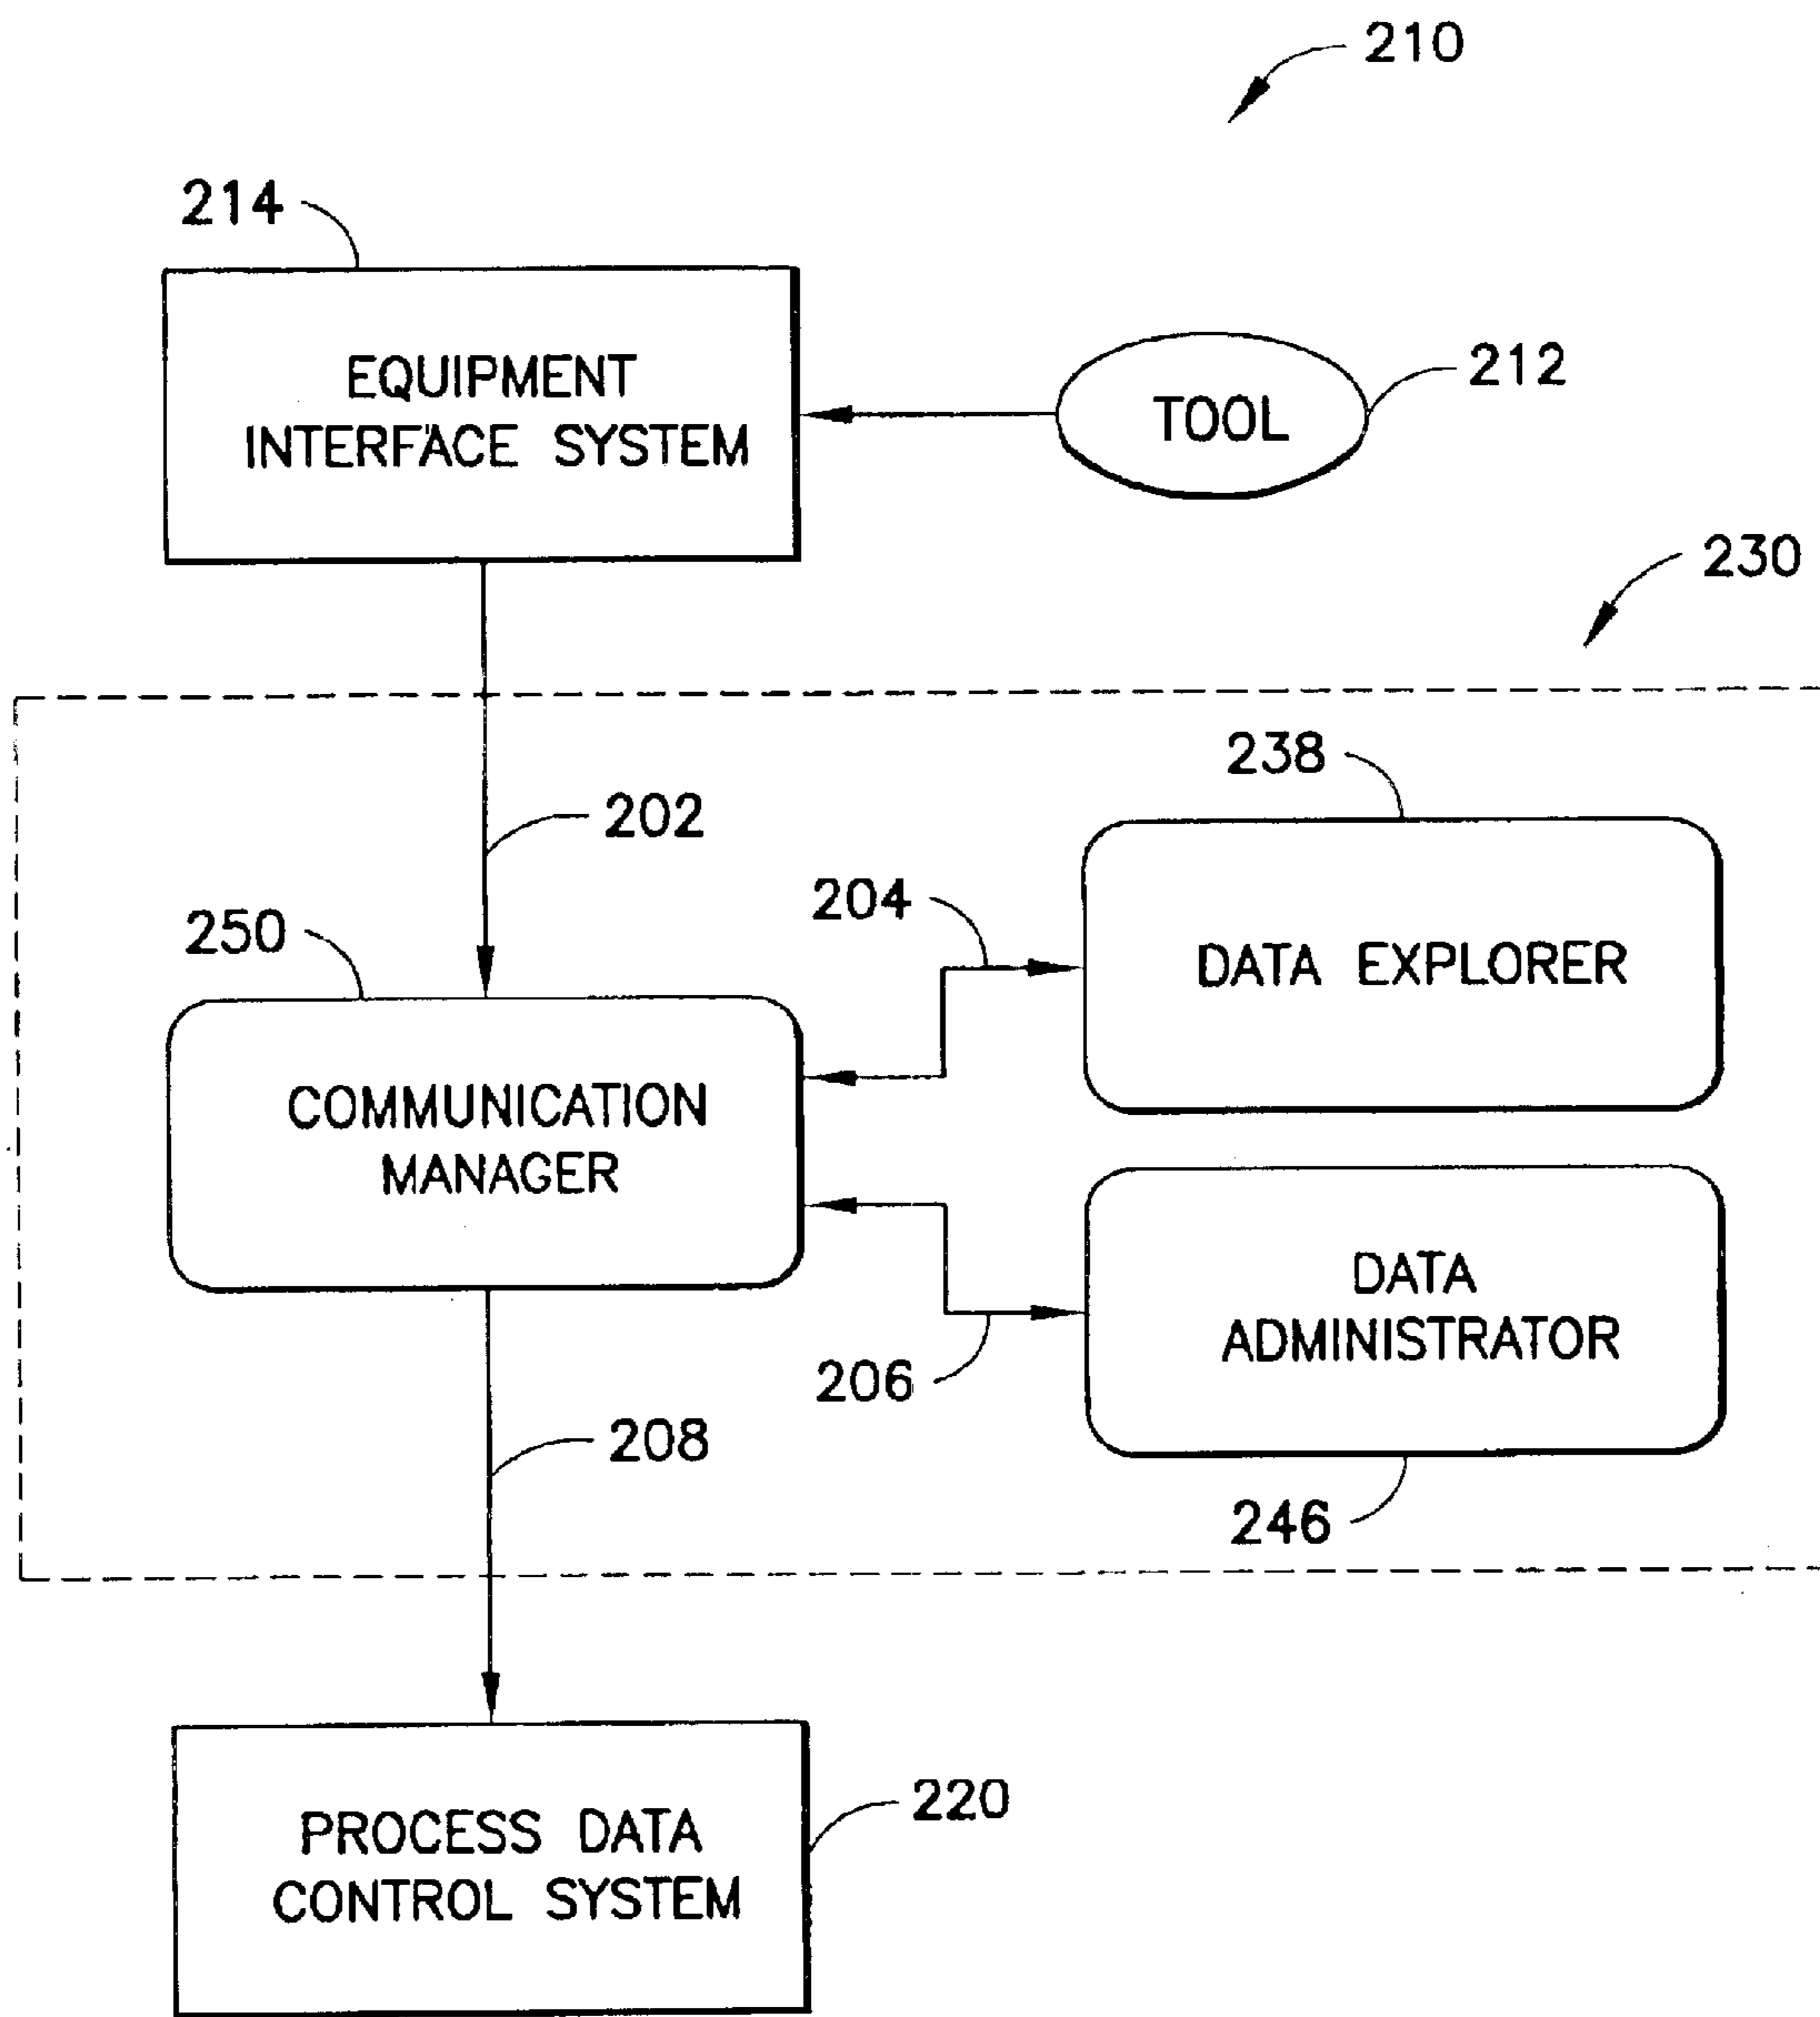 210
214
EQUIPMENT
INTERFACE SYSTEM
TOOL
212
230
238
202
204
DATA EXPLORER
250
COMMUNICATION
MANAGER
DATA
ADMINISTRATOR
206
208
246
220
PROCESS DATA
CONTROL SYSTEM